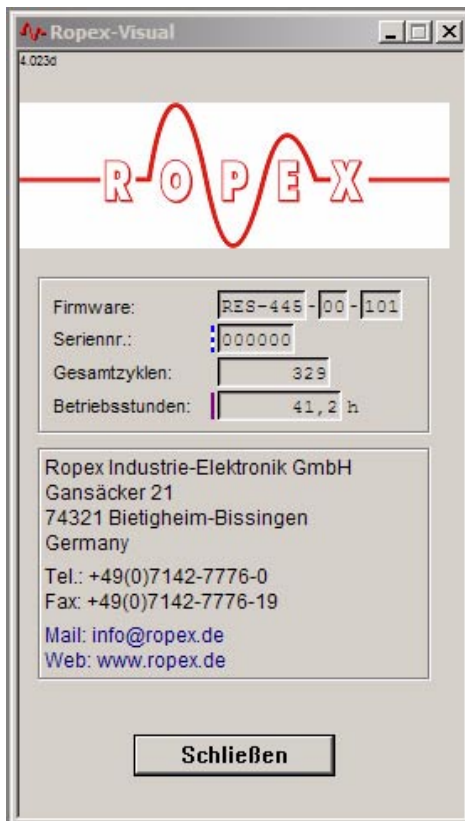 Ropex-Visual
4.023d
ROPEX
Firmware: RES-445-00-101
Seriennr.: 000000
Gesamtzyklen: 329
Betriebsstunden: 41,2 h
Ropex Industrie-Elektronik GmbH
Gansäcker 21
74321 Bietigheim-Bissingen
Germany
Tel.: +49(0)7142-7776-0
Fax: +49(0)7142-7776-19
Mail: info@ropex.de
Web: www.ropex.de
Schließen